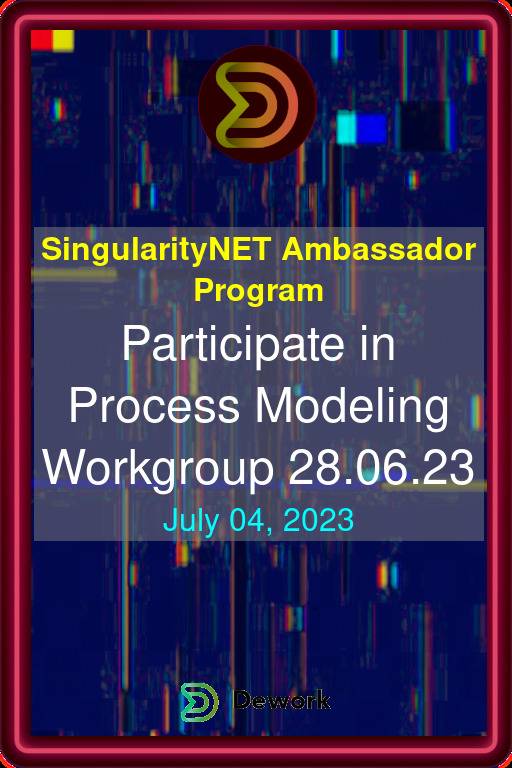 SingularityNET Ambassador
Program
Participate in
Process Modeling
Workgroup 28.06.23
July 04, 2023
Dework